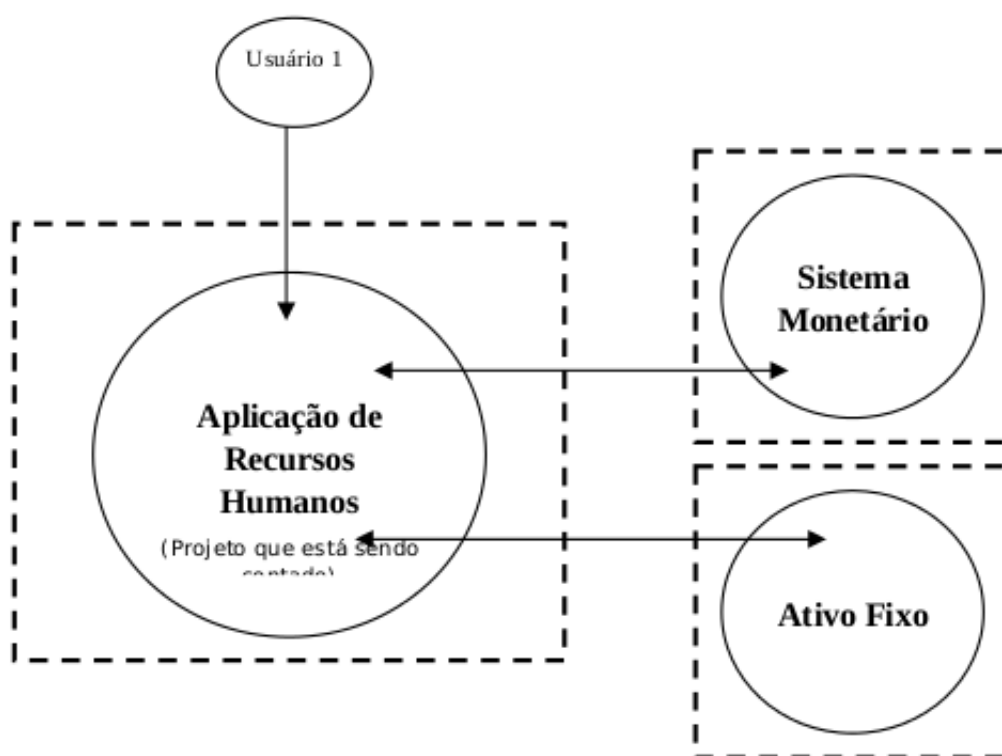 Usuário 1
Sistema
Monetário
Aplicação de
Recursos
Humanos
(Projeto que está sendo
Ativo Fixo